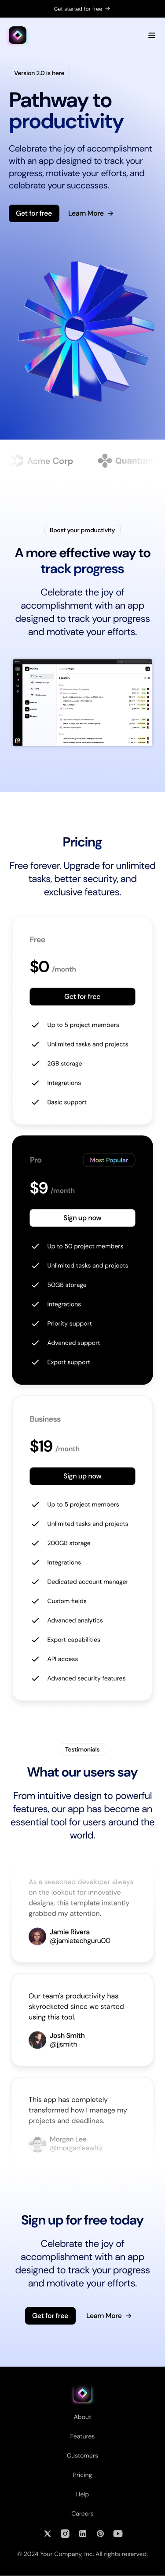 Get started for free →
Version 2.0 is here
Pathway to
productivity
Celebrate the joy of accomplishment
with an app designed to track your
progress, motivate your efforts, and
celebrate your successes.
Get for free
Learn More →
Acme Corp
Quantum
Boost your productivity
A more effective way to
track progress
Celebrate the joy of
accomplishment with an app
designed to track your progress
and motivate your efforts.
Pricing
Free forever. Upgrade for unlimited
tasks, better security, and
exclusive features.
Free
$0 /month
Get for free
Up to 5 project members
Unlimited tasks and projects
2GB storage
Integrations
Basic support
Pro
Most Popular
$9 /month
Sign up now
Up to 50 project members
Unlimited tasks and projects
50GB storage
Integrations
Priority support
Advanced support
Export support
Business
$19 /month
Sign up now
Up to 5 project members
Unlimited tasks and projects
200GB storage
Integrations
Dedicated account manager
Custom fields
Advanced analytics
Export capabilities
API access
Advanced security features
Testimonials
What our users say
From intuitive design to powerful
features, our app has become an
essential tool for users around the
world.
As a seasoned developer always
on the lookout for innovative
designs, this template instantly
grabbed my attention.
Jamie Rivera
@jamietechguru00
Our team's productivity has
skyrocketed since we started
using this tool.
Josh Smith
@jjsmith
This app has completely
transformed how I manage my
projects and deadlines.
Morgan Lee
@morganleewhiz
Sign up for free today
Celebrate the joy of
accomplishment with an app
designed to track your progress
and motivate your efforts.
Get for free
Learn More →
About
Features
Customers
Pricing
Help
Careers
© 2024 Your Company, Inc. All rights reserved.